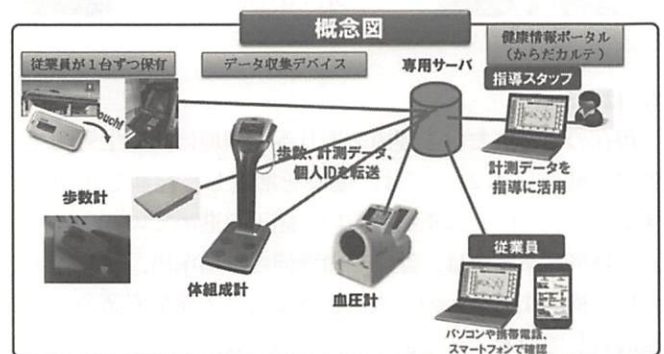 概念図
従業員が1台ずつ保有
データ収集デバイス
専用サーバ
健康情報ポータル
(からだカルテ)
指導スタッフ
ouch!
歩数、計測データ、
個人IDを転送
計測データを
指導に活用
歩数計
従業員
体組成計
血圧計
パソコンや携帯電話、
スマートフォンで確認